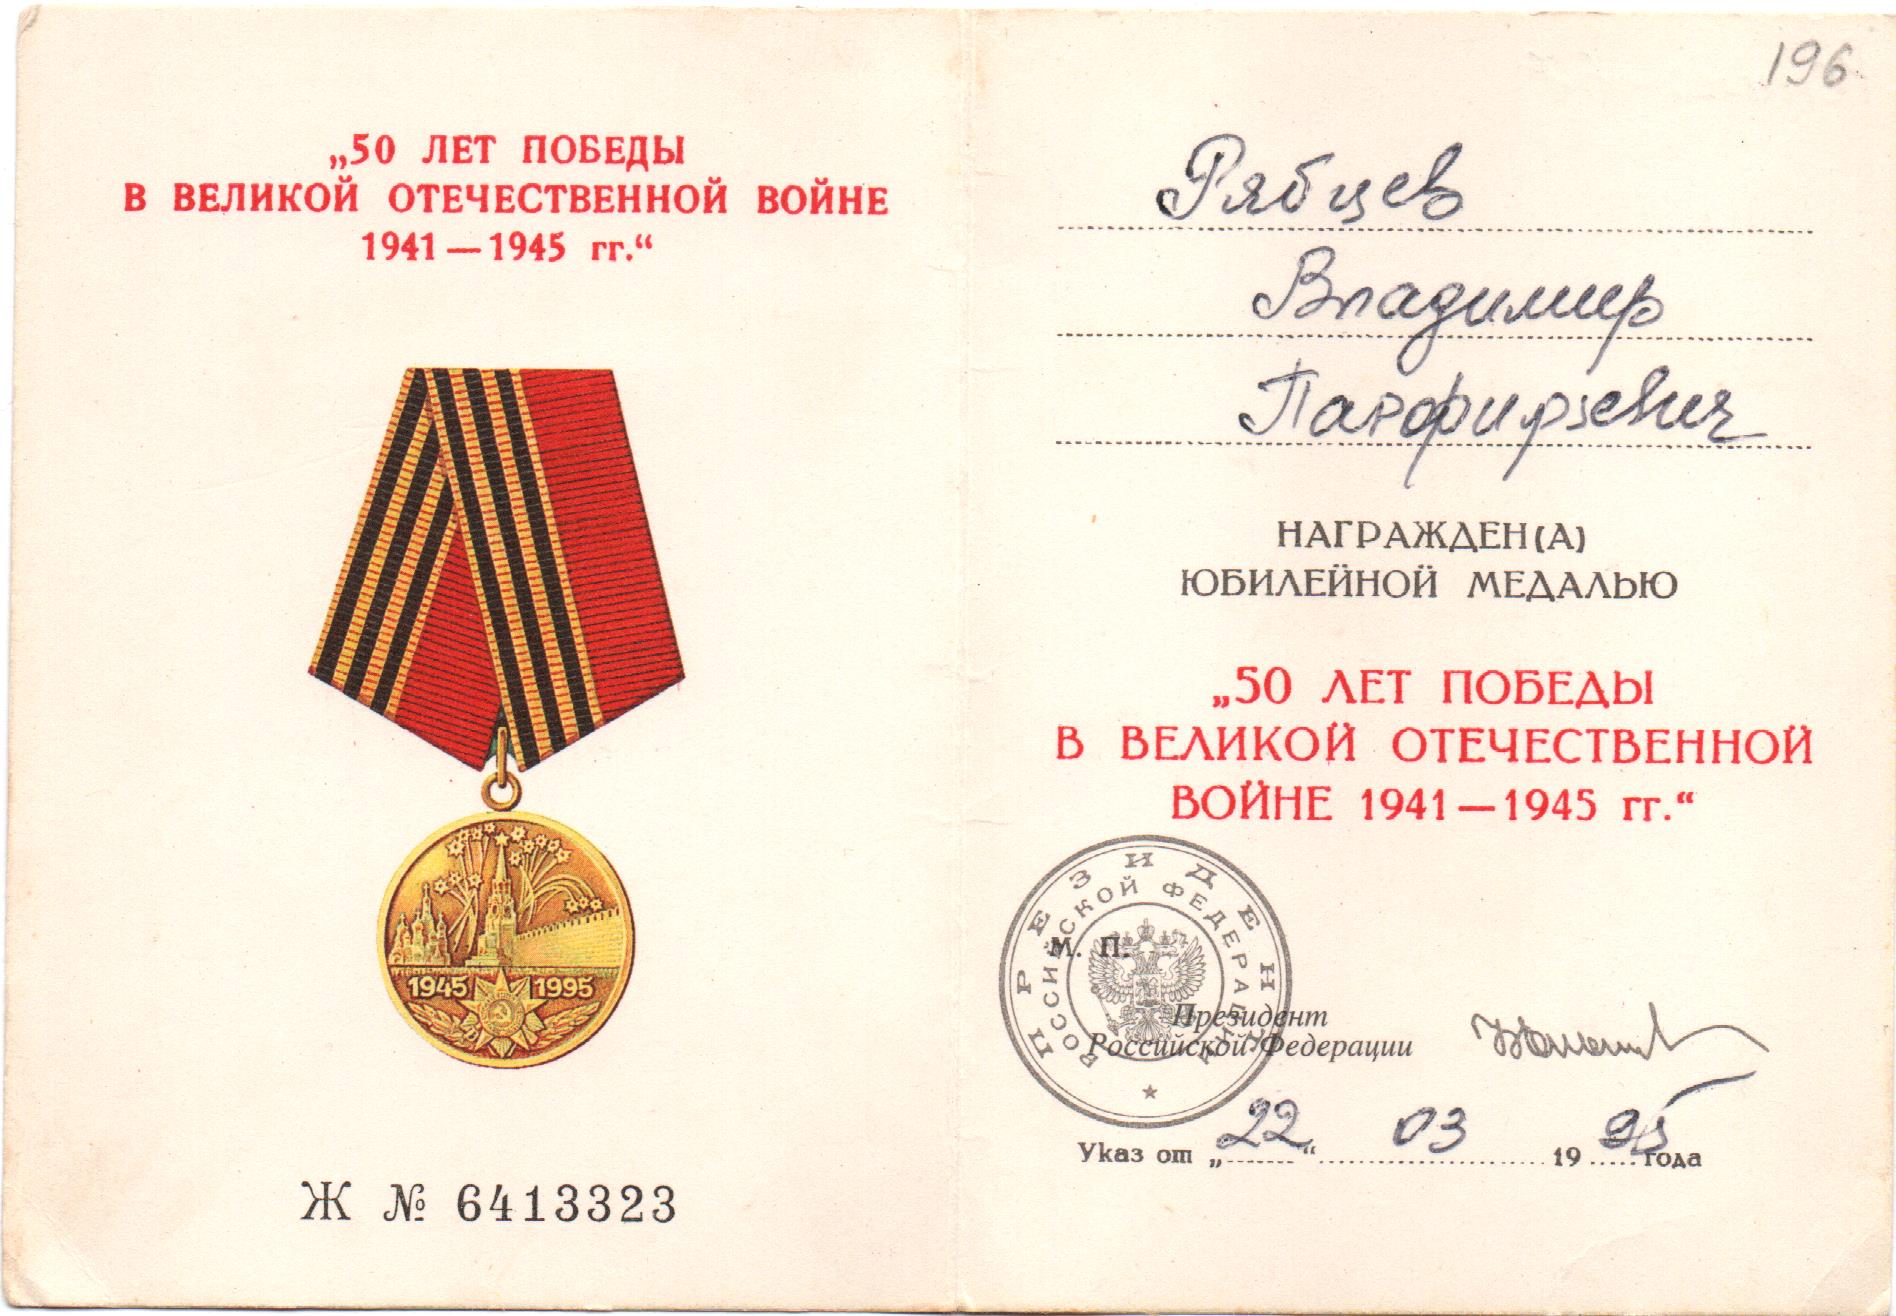 „50 ЛЕТ ПОБЕДЫ
В ВЕЛИКОЙ ОТЕЧЕСТВЕННОЙ ВОЙНЕ
1941—1945 гг.“
1945 1995
Ж № 6413323
196
Рябцев
Владимир
Панфирьевич
НАГРАЖДЕН(А)
ЮБИЛЕЙНОЙ МЕДАЛЬЮ
„50 ЛЕТ ПОБЕДЫ
В ВЕЛИКОЙ ОТЕЧЕСТВЕННОЙ
ВОЙНЕ 1941—1945 гг.“
ПРЕЗИДЕНТ
РОССИЙСКОЙ ФЕДЕРАЦИИ
М. П.
Президент
Российской Федерации
Указ от „22“ 03 1995 года